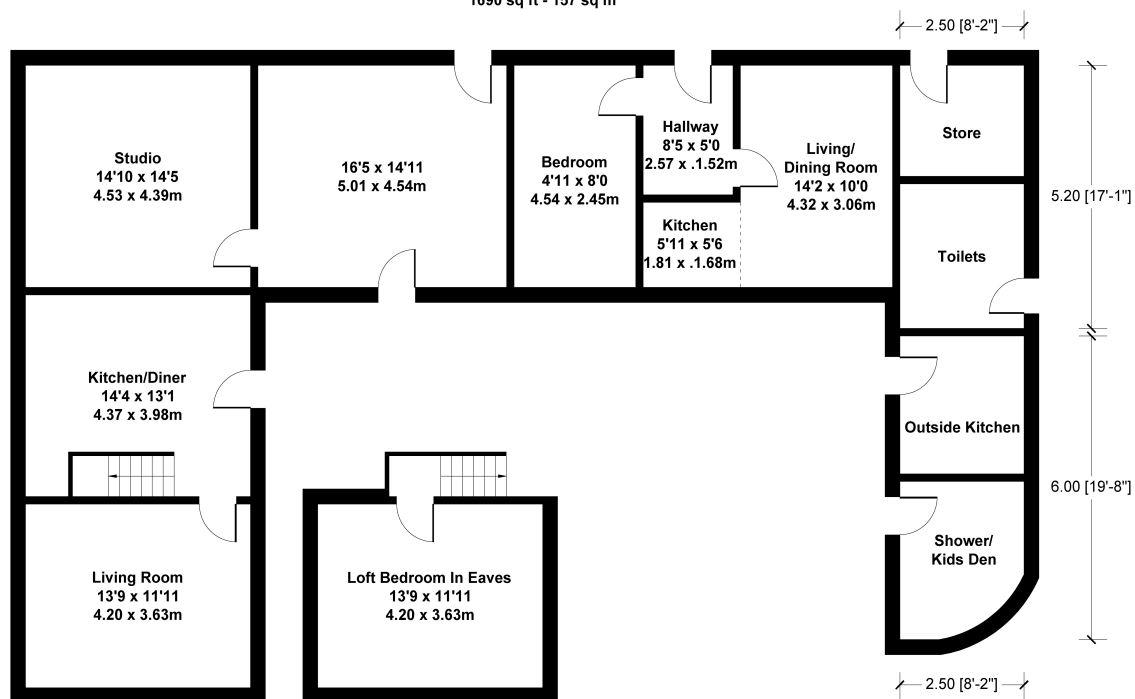 1690 sq ft - 157 sq m
2.50 [8'-2"]
Studio
14'10 x 14'5
4.53 x 4.39m
16'5 x 14'11
5.01 x 4.54m
Bedroom
4'11 x 8'0
4.54 x 2.45m
Hallway
8'5 x 5'0
2.57 x .1.52m
Kitchen
5'11 x 5'6
1.81 x .1.68m
Living/
Dining Room
14'2 x 10'0
4.32 x 3.06m
Store
5.20 [17'-1"]
Toilets
Kitchen/Diner
14'4 x 13'1
4.37 x 3.98m
Outside Kitchen
6.00 [19'-8"]
Shower/
Kids Den
Living Room
13'9 x 11'11
4.20 x 3.63m
Loft Bedroom In Eaves
13'9 x 11'11
4.20 x 3.63m
2.50 [8'-2"]